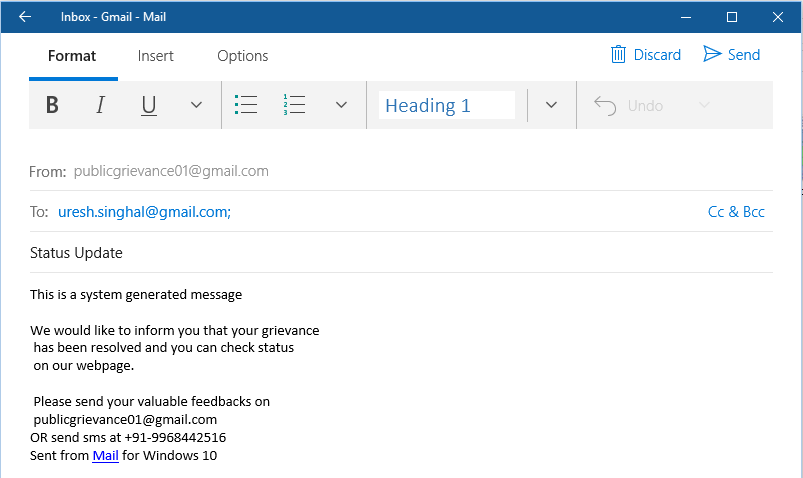 Inbox - Gmail - Mail
Format Insert Options Discard Send
B I U Heading 1 Undo
From: publicgrievance01@gmail.com
To: uresh.singhal@gmail.com; Cc & Bcc
Status Update
This is a system generated message
We would like to inform you that your grievance
has been resolved and you can check status
on our webpage.
Please send your valuable feedbacks on
publicgrievance01@gmail.com
OR send sms at +91-9968442516
Sent from Mail for Windows 10